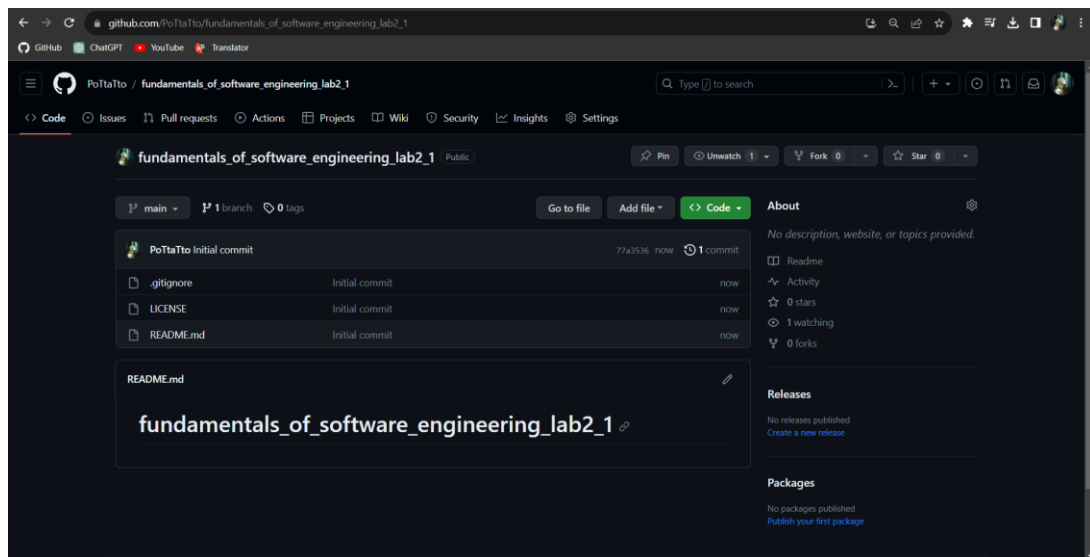 github.com/PoTtaTto/fundamentals_of_software_engineering_lab2_1
GitHub ChatGPT YouTube Translator
PoTtaTto / fundamentals_of_software_engineering_lab2_1 Type / to search
Code Issues Pull requests Actions Projects Wiki Security Insights Settings
fundamentals_of_software_engineering_lab2_1 Public Pin Unwatch 1 Fork 0 Star 0
main 1 branch 0 tags Go to file Add file Code
About
No description, website, or topics provided.
PoTtaTto Initial commit 77a3536 now 1 commit
Readme
.gitignore Initial commit now
Activity
LICENSE Initial commit now
0 stars
1 watching
README.md Initial commit now
0 forks
README.md
Releases
fundamentals_of_software_engineering_lab2_1
No releases published
Create a new release
Packages
No packages published
Publish your first package